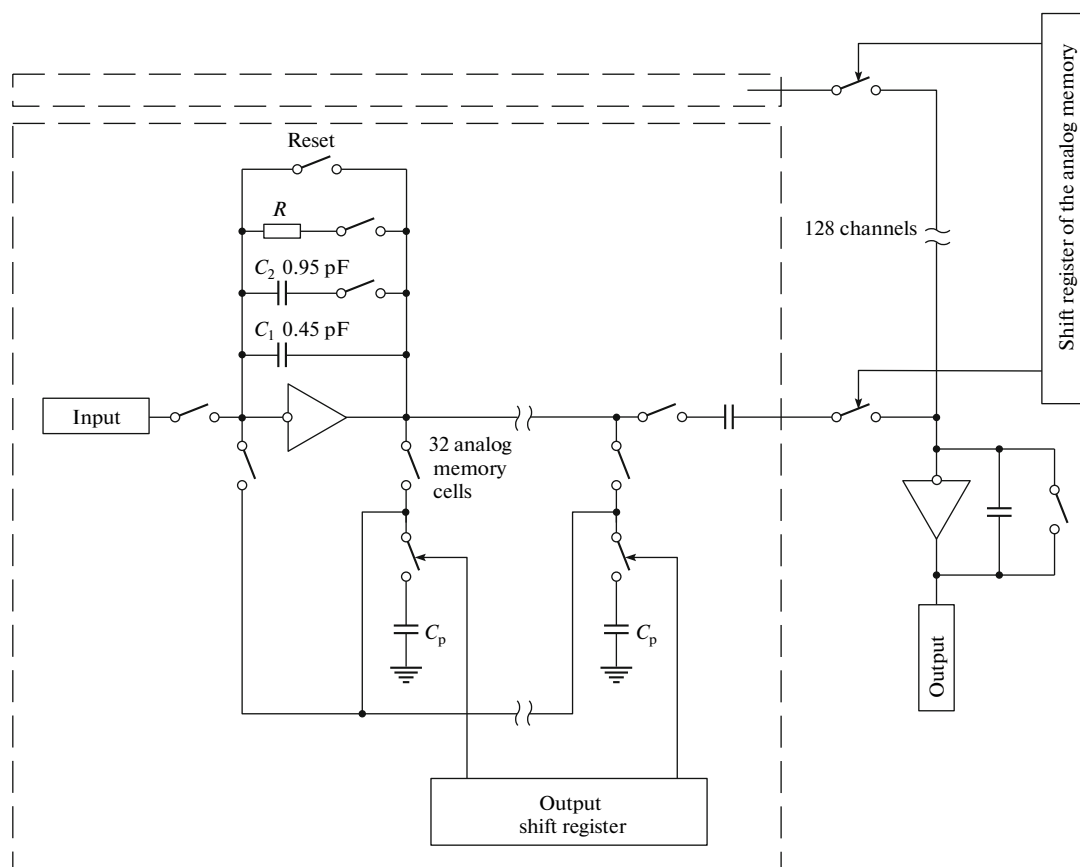 Reset
R
C2 0.95 pF
C1 0.45 pF
Input
32 analog
memory
cells
Cp
Cp
Output
shift register
128 channels
Shift register of the analog memory
Output